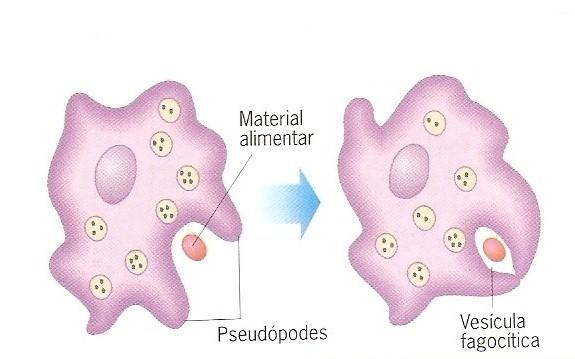 Material
alimentar
Pseudópodes
Vesícula
fagocítica